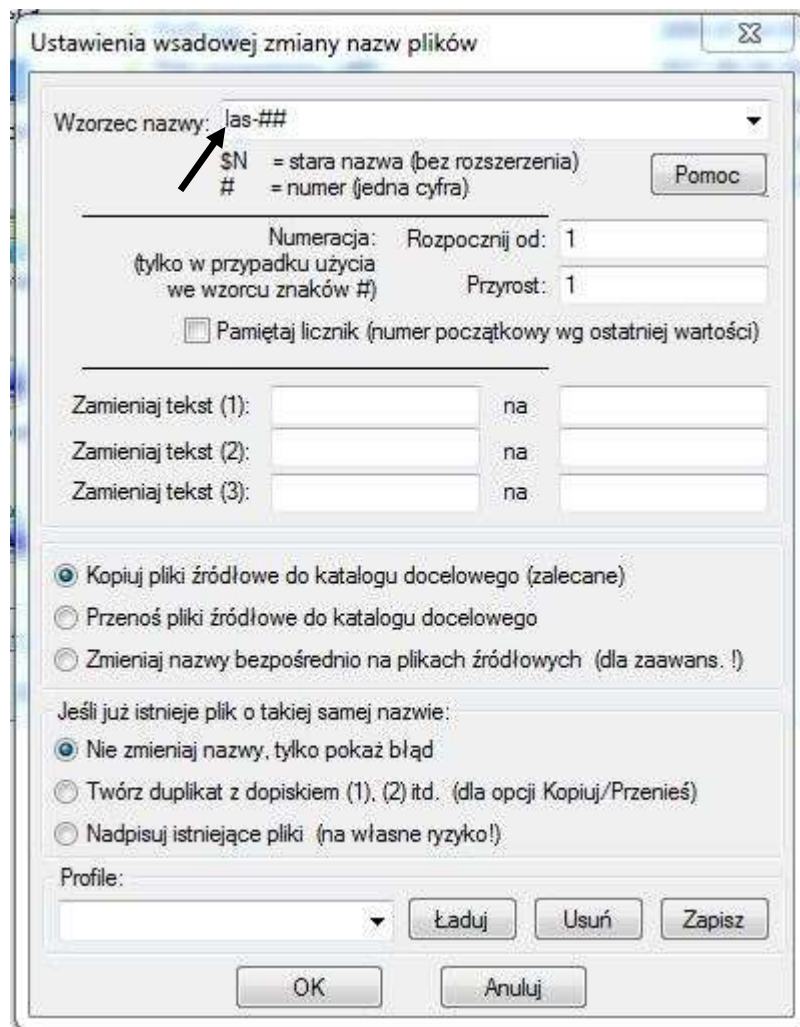 Ustawienia wsadowej zmiany nazw plików
Wzorzec nazwy: las-##
$N = stara nazwa (bez rozszerzenia)
# = numer (jedna cyfra)
Pomoc
Numeracja: Rozpocznij od: 1
(tylko w przypadku użycia
we wzorcu znaków #) Przyrost: 1
Pamiętaj licznik (numer początkowy wg ostatniej wartości)
Zamieniaj tekst (1): na
Zamieniaj tekst (2): na
Zamieniaj tekst (3): na
Kopiuj pliki źródłowe do katalogu docelowego (zalecane)
Przenoś pliki źródłowe do katalogu docelowego
Zmieniaj nazwy bezpośrednio na plikach źródłowych (dla zaawans. !)
Jeśli już istnieje plik o takiej samej nazwie:
Nie zmieniaj nazwy, tylko pokaż błąd
Twórz duplikat z dopiskiem (1), (2) itd. (dla opcji Kopiuj/Przenieś)
Nadpisuj istniejące pliki (na własne ryzyko!)
Profile:
Ładuj Usuń Zapisz
OK Anuluj